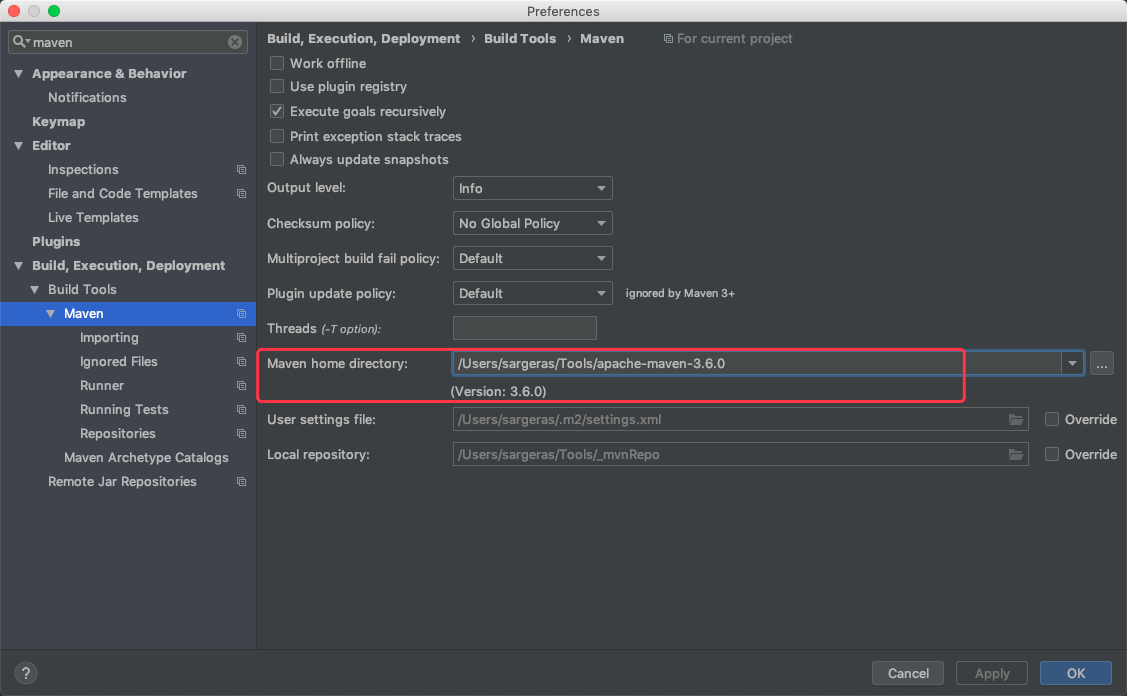 Preferences
maven
Appearance & Behavior
Notifications
Keymap
Editor
Inspections
File and Code Templates
Live Templates
Plugins
Build, Execution, Deployment
Build Tools
Maven
Importing
Ignored Files
Runner
Running Tests
Repositories
Maven Archetype Catalogs
Remote Jar Repositories
Build, Execution, Deployment › Build Tools › Maven For current project
Work offline
Use plugin registry
Execute goals recursively
Print exception stack traces
Always update snapshots
Output level: Info
Checksum policy: No Global Policy
Multiproject build fail policy: Default
Plugin update policy: Default ignored by Maven 3+
Threads (-T option):
Maven home directory: /Users/sargeras/Tools/apache-maven-3.6.0 ...
(Version: 3.6.0)
User settings file: /Users/sargeras/.m2/settings.xml Override
Local repository: /Users/sargeras/Tools/_mvnRepo Override
? Cancel Apply OK